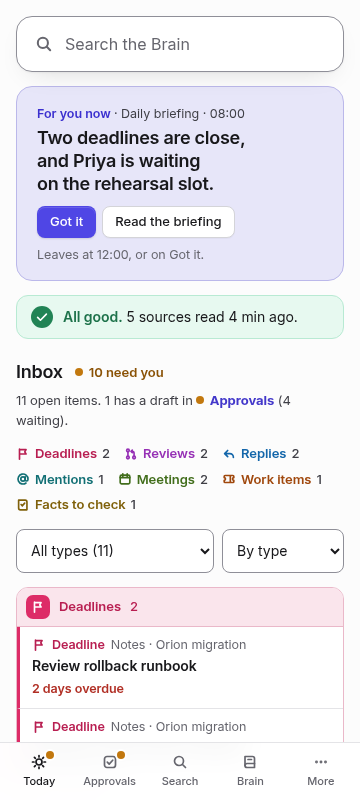 Search the Brain
For you now · Daily briefing · 08:00
Two deadlines are close,
and Priya is waiting
on the rehearsal slot.
Got it
Read the briefing
Leaves at 12:00, or on Got it.
All good. 5 sources read 4 min ago.
Inbox 10 need you
11 open items. 1 has a draft in Approvals (4
waiting).
Deadlines 2 Reviews 2 Replies 2
Mentions 1 Meetings 2 Work items 1
Facts to check 1
All types (11) By type
Deadlines 2
Deadline Notes · Orion migration
Review rollback runbook
2 days overdue
Deadline Notes · Orion migration
Today Approvals Search Brain More